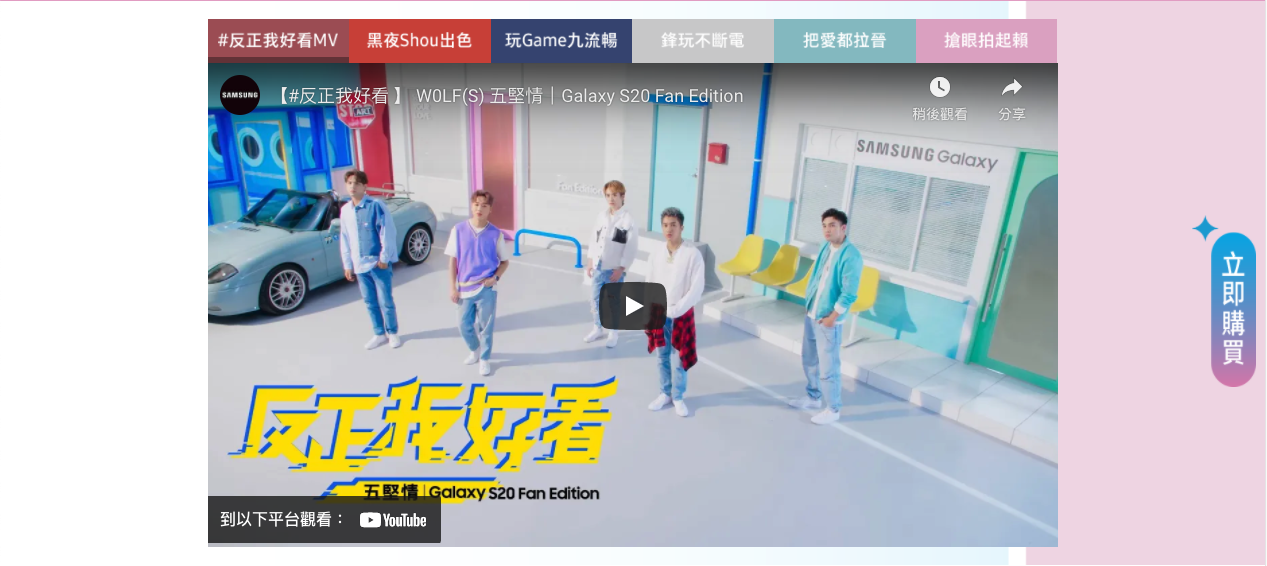 #反正我好看MV
黑夜Shou出色
玩Game九流暢
鋒玩不斷電
把愛都拉晉
搶眼拍起賴
SAMSUNG
【#反正我好看 】 W0LF(S) 五堅情｜Galaxy S20 Fan Edition
稍後觀看
分享
SAMSUNG Galaxy
Fan Edition
反正我好看
五堅情|Galaxy S20 Fan Edition
到以下平台觀看：
YouTube
立即購買